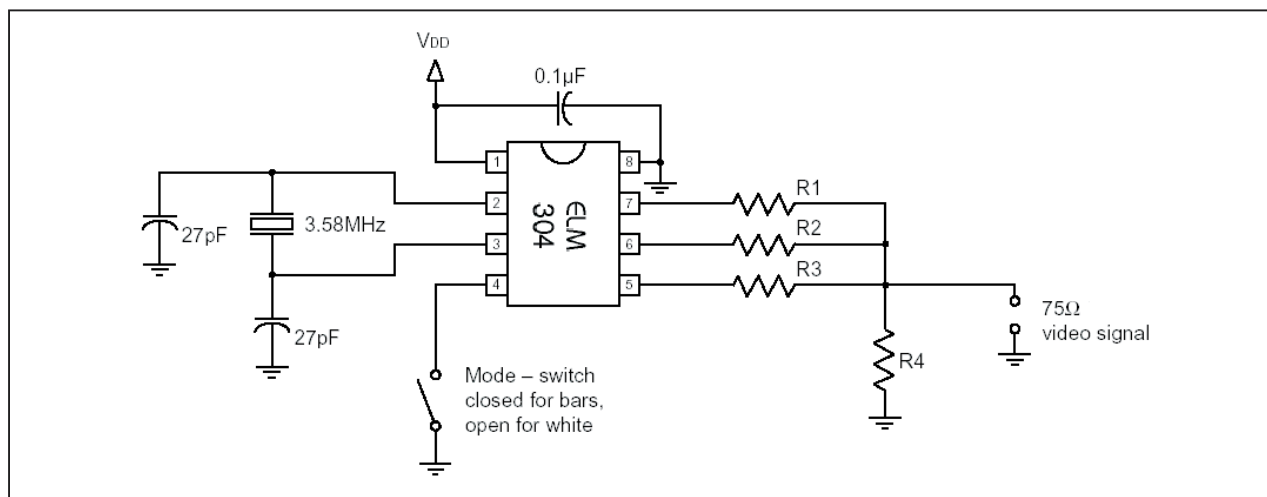 VDD
0.1µF
1
8
2
7
3
6
4
5
ELM
304
27pF
3.58MHz
27pF
R1
R2
R3
R4
75Ω
video signal
Mode – switch
closed for bars,
open for white